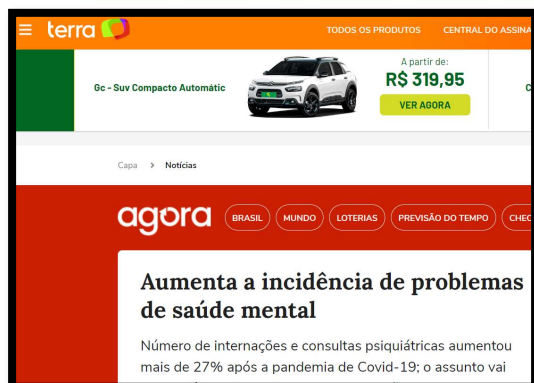 terra
TODOS OS PRODUTOS CENTRAL DO ASSINA
Gc - Suv Compacto Automátic
A partir de:
R$ 319,95
VER AGORA
C
Capa > Notícias
agora BRASIL MUNDO LOTERIAS PREVISÃO DO TEMPO CHEC
Aumenta a incidência de problemas
de saúde mental
Número de internações e consultas psiquiátricas aumentou
mais de 27% após a pandemia de Covid-19; o assunto vai